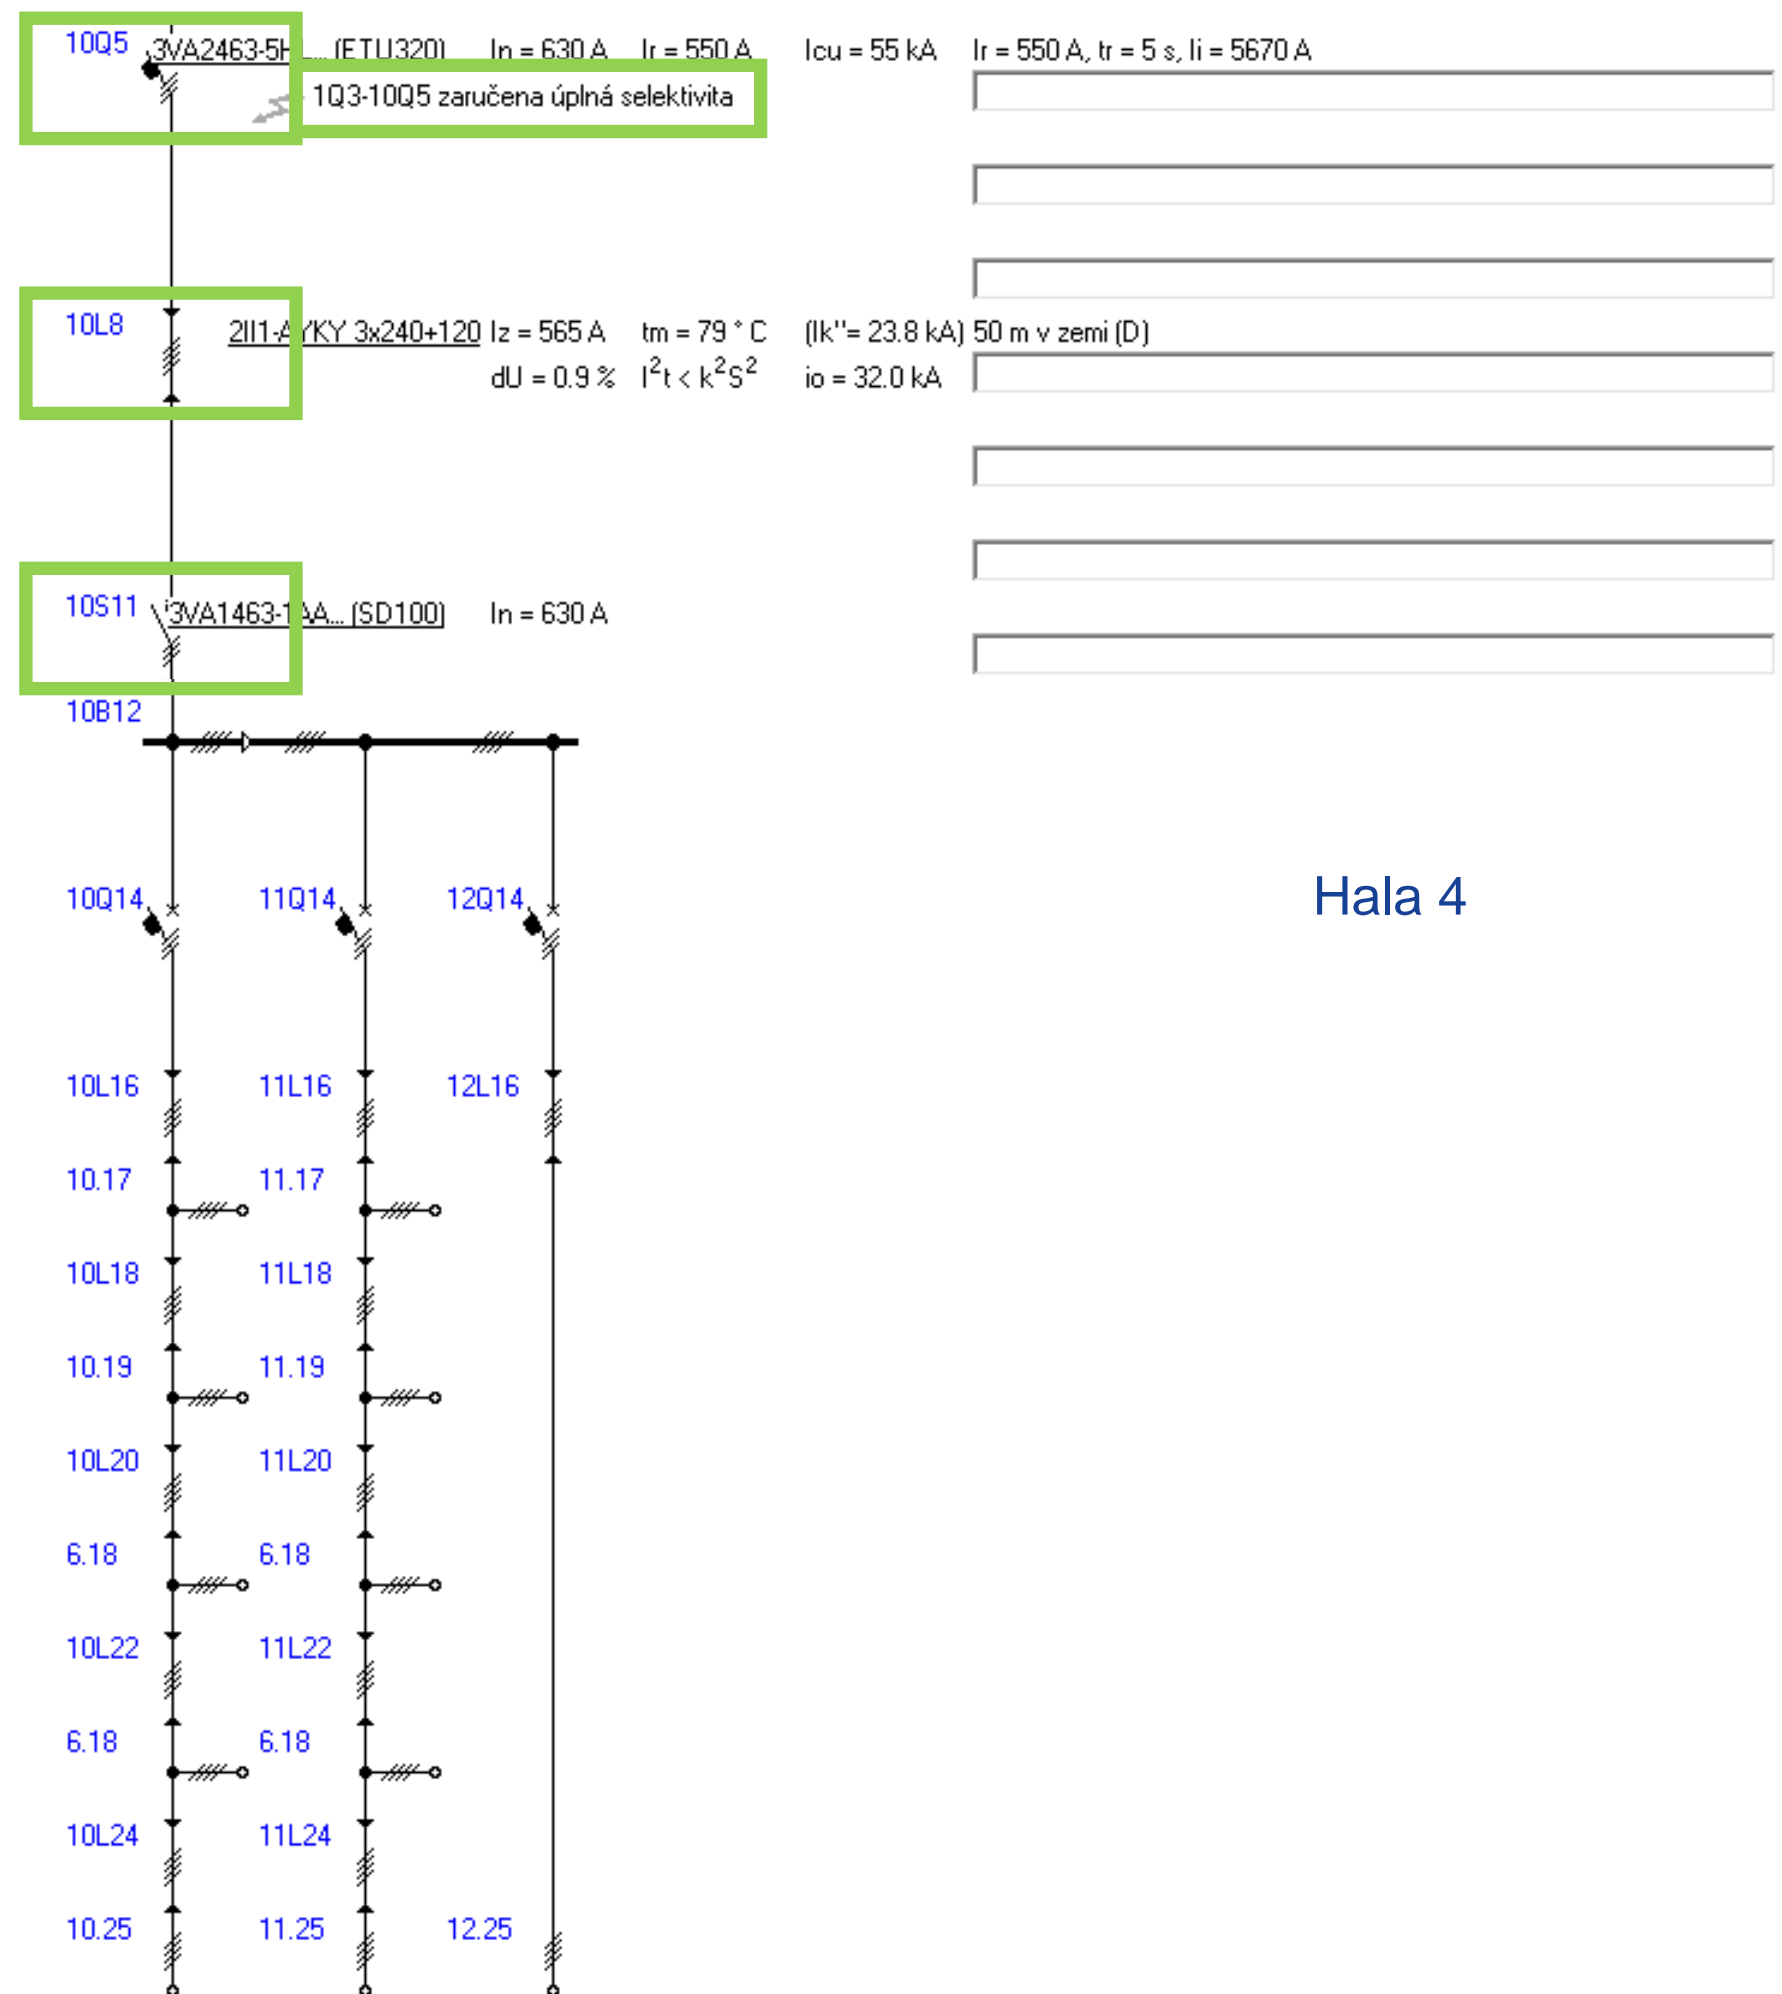 10Q5 3VA2463-5HL... (ETU320) In = 630 A Ir = 550 A Icu = 55 kA Ir = 550 A, tr = 5 s, Ii = 5670 A
1Q3-10Q5 zaručena úplná selektivita
10L8 2II1-AYKY 3x240+120 Iz = 565 A tm = 79 ° C (Ik''= 23.8 kA) 50 m v zemi (D)
dU = 0.9 % I²t < k²S² io = 32.0 kA
10S11 3VA1463-1AA... (SD100) In = 630 A
10B12
10Q14 11Q14 12Q14
Hala 4
10L16 11L16 12L16
10.17 11.17
10L18 11L18
10.19 11.19
10L20 11L20
6.18 6.18
10L22 11L22
6.18 6.18
10L24 11L24
10.25 11.25 12.25